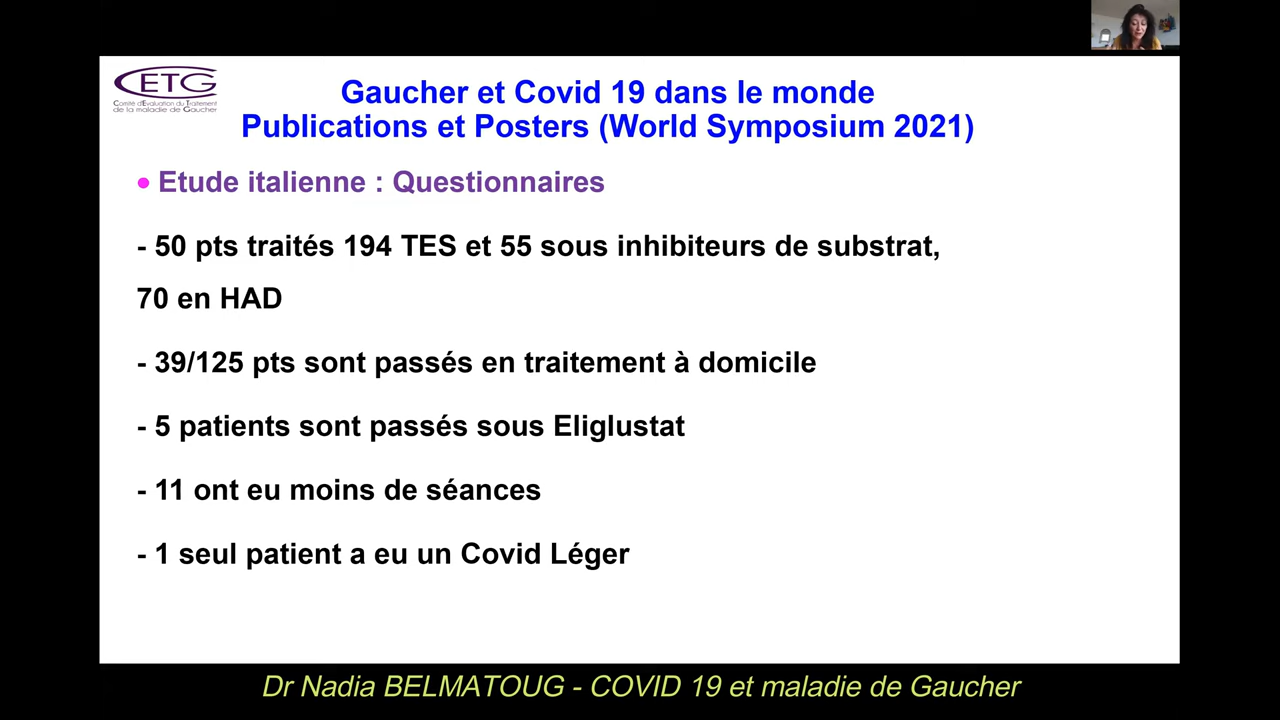 CETG
Comité d'Evaluation du Traitement
de la maladie de Gaucher
Gaucher et Covid 19 dans le monde
Publications et Posters (World Symposium 2021)
• Etude italienne : Questionnaires
- 50 pts traités 194 TES et 55 sous inhibiteurs de substrat,
70 en HAD
- 39/125 pts sont passés en traitement à domicile
- 5 patients sont passés sous Eliglustat
- 11 ont eu moins de séances
- 1 seul patient a eu un Covid Léger
Dr Nadia BELMATOUG - COVID 19 et maladie de Gaucher